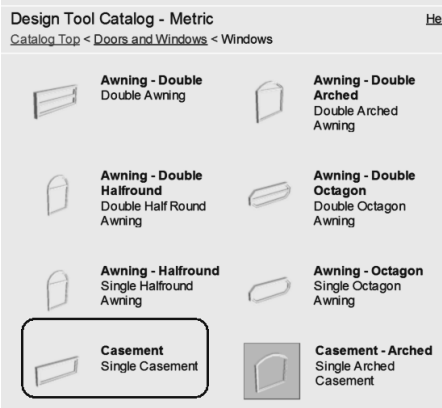 Design Tool Catalog - Metric
He
Catalog Top < Doors and Windows < Windows
Awning - Double
Double Awning
Awning - Double
Arched
Double Arched
Awning
Awning - Double
Halfround
Double Half Round
Awning
Awning - Double
Octagon
Double Octagon
Awning
Awning - Halfround
Single Halfround
Awning
Awning - Octagon
Single Octagon
Awning
Casement
Single Casement
Casement - Arched
Single Arched
Casement